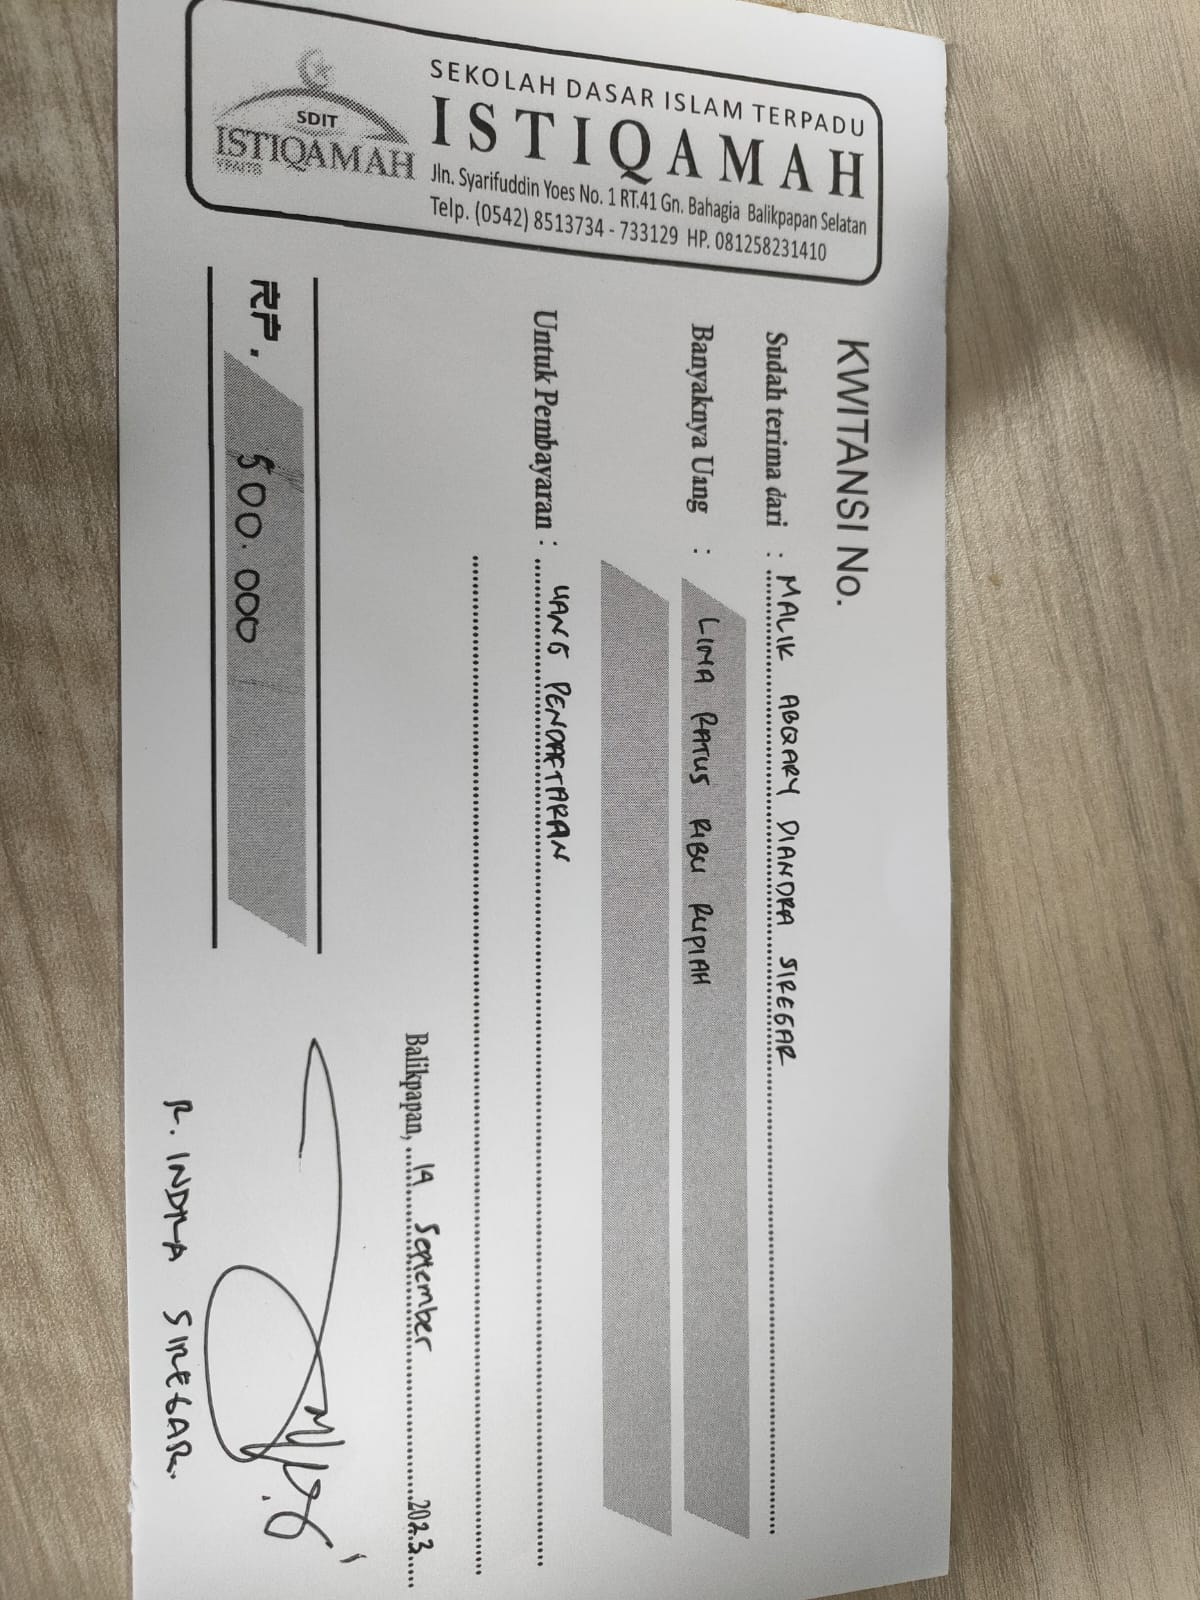 SDIT
ISTIQAMAH
YPAITB
SEKOLAH DASAR ISLAM TERPADU
ISTIQAMAH
Jln. Syarifuddin Yoes No. 1 RT.41 Gn. Bahagia Balikpapan Selatan
Telp. (0542) 8513734 - 733129 HP. 081258231410
KWITANSI No.
Sudah terima dari : MALIK ABQARY DIANDRA SIREGAR
Banyaknya Uang : LIMA RATUS RIBU RUPIAH
Untuk Pembayaran : UANG PENDAFTARAN
Balikpapan, 14 September 2023
RP. 500.000
R. INDRA SIREGAR.